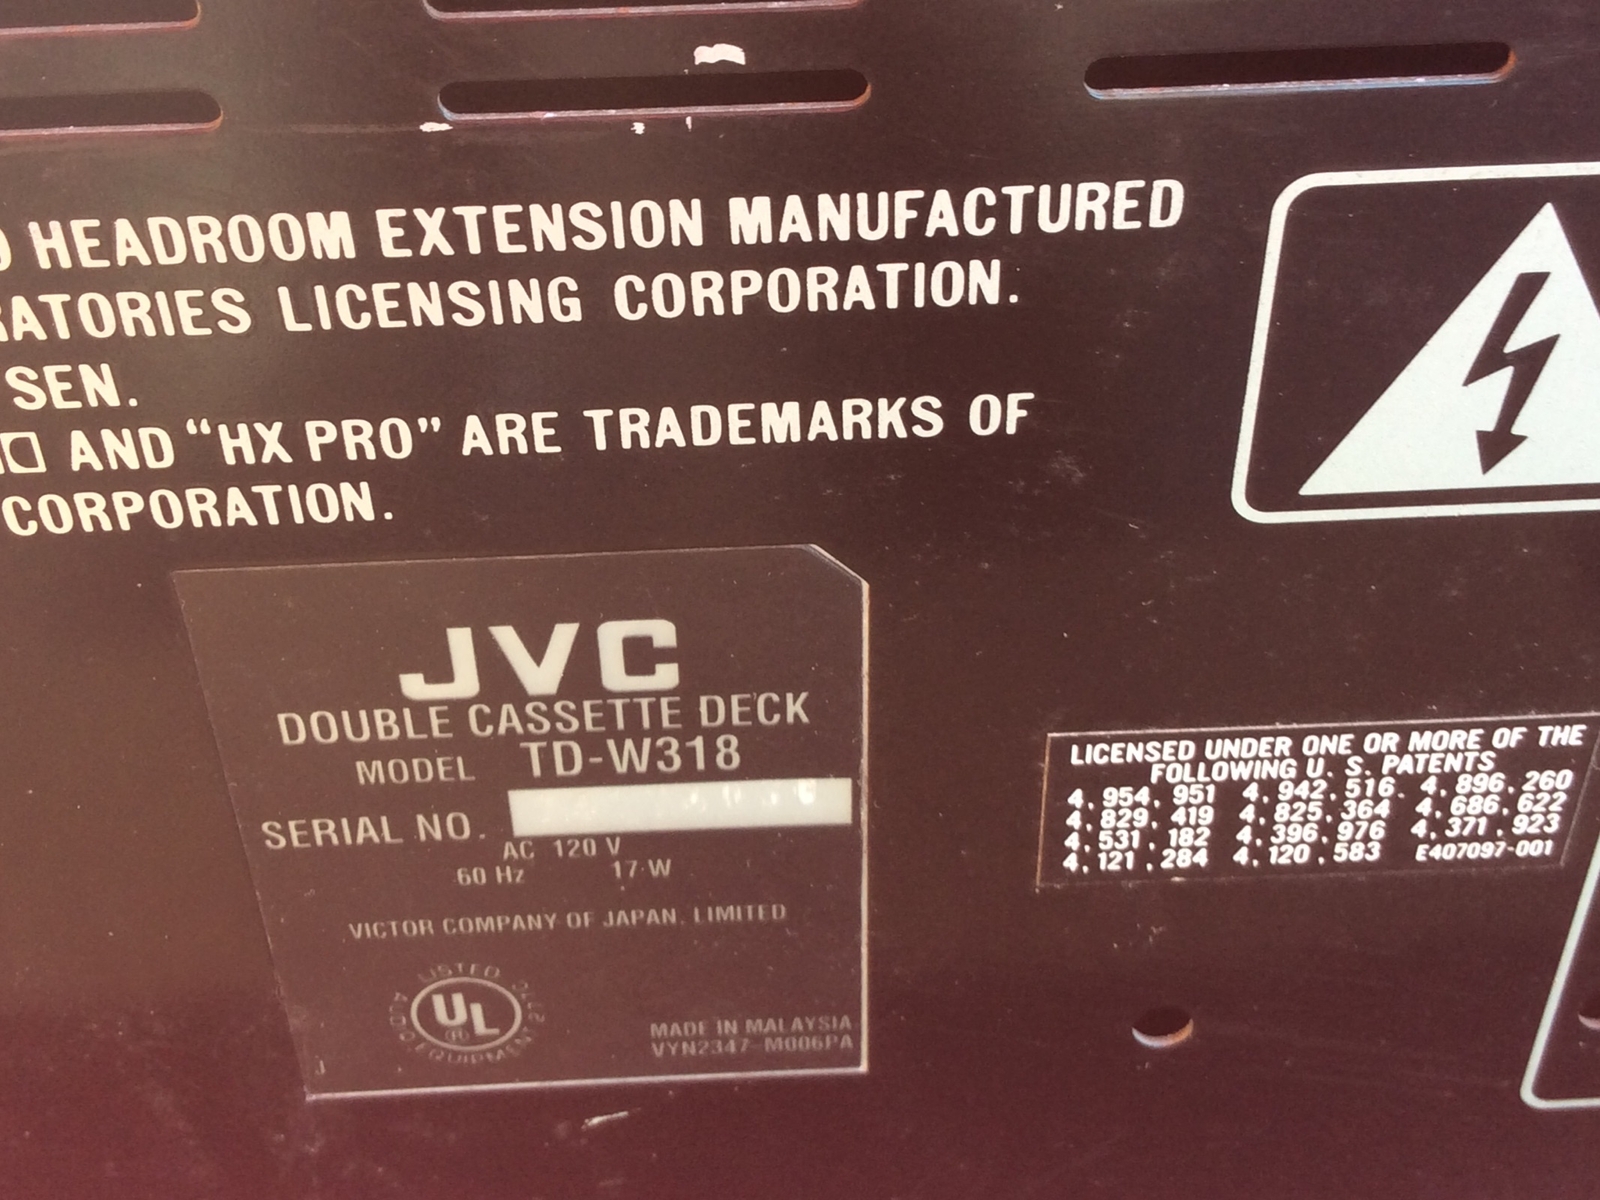 HEADROOM EXTENSION MANUFACTURED
RATORIES LICENSING CORPORATION.
SEN.
AND "HX PRO" ARE TRADEMARKS OF
CORPORATION.
JVC
DOUBLE CASSETTE DECK
MODEL TD-W318
SERIAL NO.
AC 120 V
60 Hz 17 W
VICTOR COMPANY OF JAPAN, LIMITED
LISTED
UL
AUDIO EQUIPMENT
MADE IN MALAYSIA
VYN2347-M006PA
J
LICENSED UNDER ONE OR MORE OF THE
FOLLOWING U. S. PATENTS
4, 954, 951 4, 942, 516 4, 896, 260
4, 829, 419 4, 825, 364 4, 686, 622
4, 531, 182 4, 396, 976 4, 371, 923
4, 121, 284 4, 120, 583 E407097-001